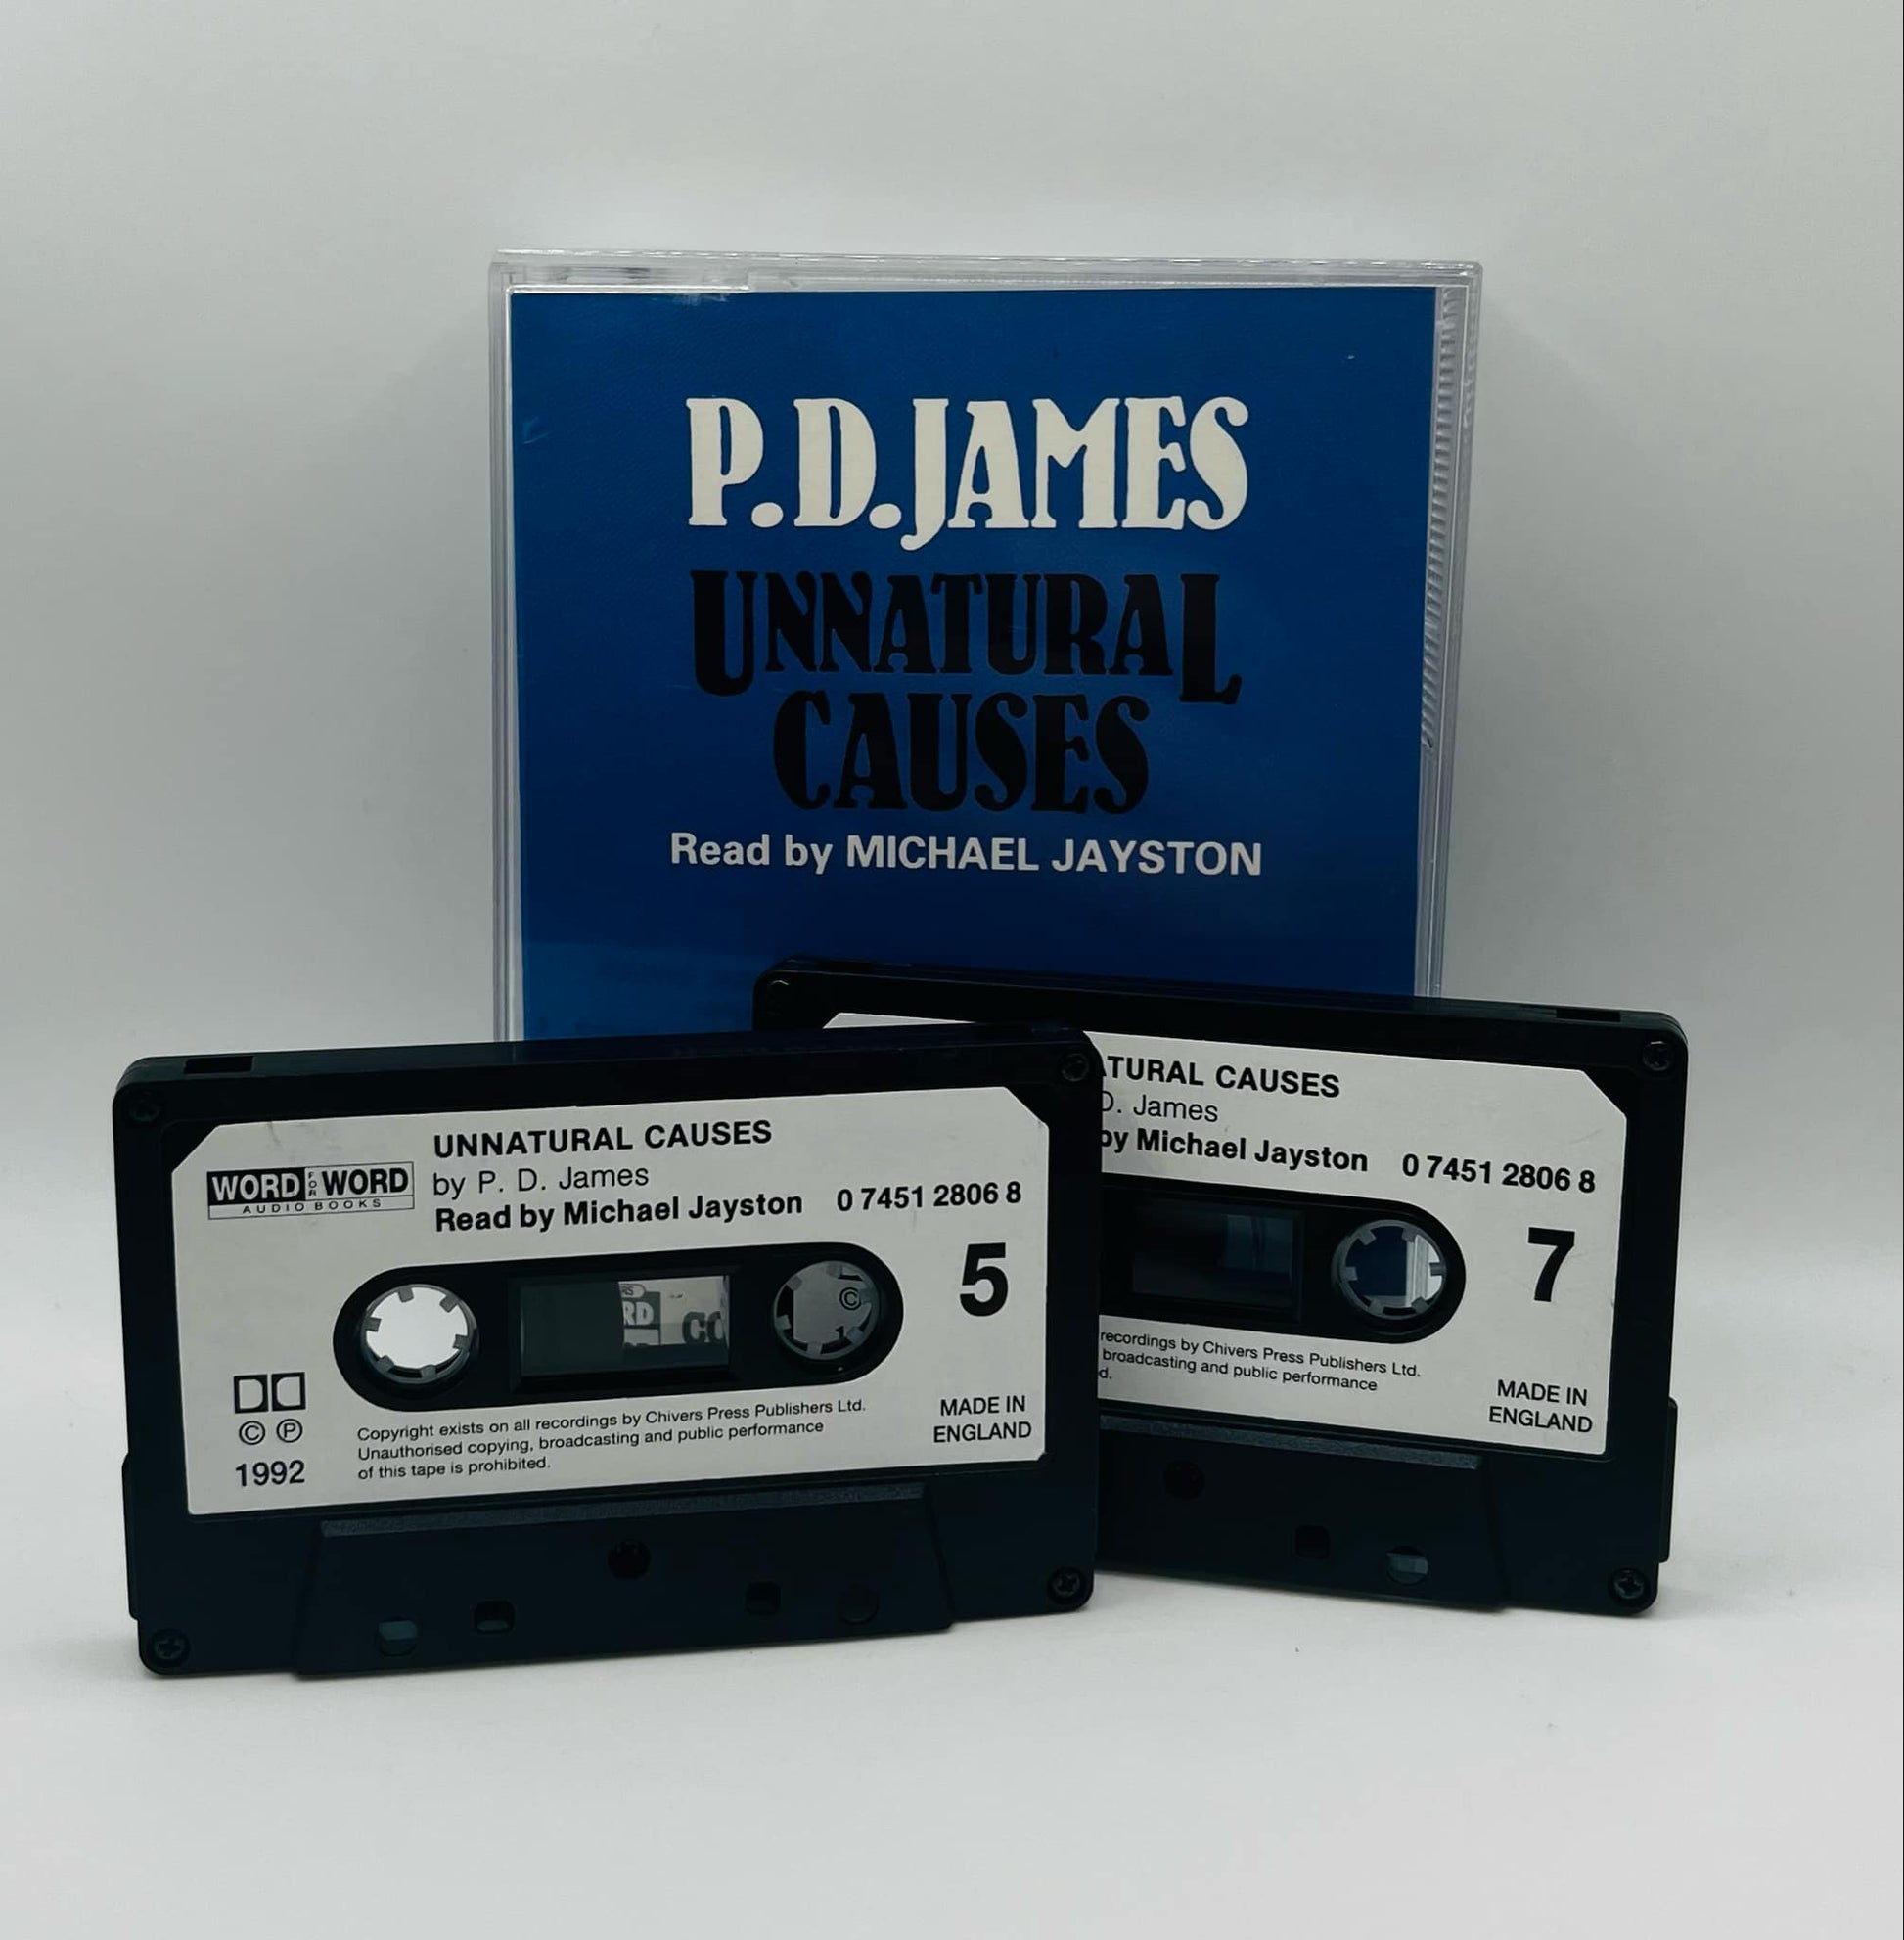 P.D.JAMES
UNNATURAL
CAUSES
Read by MICHAEL JAYSTON
UNNATURAL CAUSES
by P. D. James
Read by Michael Jayston
0 7451 2806 8
WORD FOR WORD
AUDIO BOOKS
5
© ℗
1992
Copyright exists on all recordings by Chivers Press Publishers Ltd.
Unauthorised copying, broadcasting and public performance
of this tape is prohibited.
MADE IN
ENGLAND
ATURAL CAUSES
D. James
by Michael Jayston
0 7451 2806 8
7
recordings by Chivers Press Publishers Ltd.
broadcasting and public performance
d.
MADE IN
ENGLAND